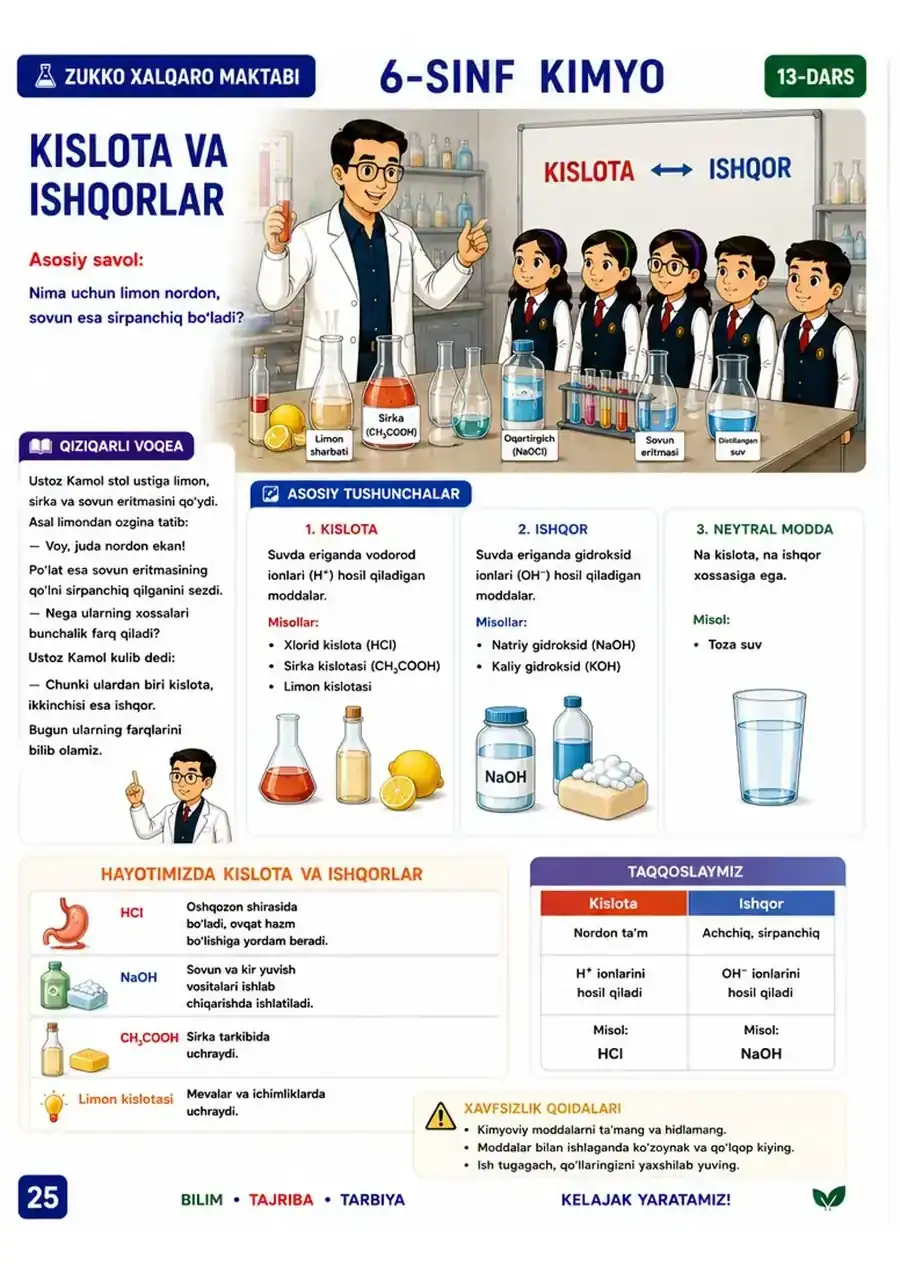 ZUKKO XALQARO MAKTABI
6-SINF KIMYO
13-DARS
KISLOTA VA
ISHQORLAR
Asosiy savol:
Nima uchun limon nordon,
sovun esa sirpanchiq bo‘ladi?
KISLOTA ↔ ISHQOR
Limon
sharbati
Sirka
(CH₃COOH)
Oqartirgich
(NaOCl)
Sovun
eritmasi
Distillangan
suv
QIZIQARLI VOQEA
Ustoz Kamol stol ustiga limon,
sirka va sovun eritmasini qo‘ydi.
Asal limondan ozgina tatib:
— Voy, juda nordon ekan!
Po‘lat esa sovun eritmasining
qo‘lni sirpanchiq qilganini sezdi.
— Nega ularning xossalari
bunchalik farq qiladi?
Ustoz Kamol kulib dedi:
— Chunki ulardan biri kislota,
ikkinchisi esa ishqor.
Bugun ularning farqlarini
bilib olamiz.
ASOSIY TUSHUNCHALAR
1. KISLOTA
Suvda eriganda vodorod
ionlari (H⁺) hosil qiladigan
moddalar.
Misollar:
• Xlorid kislota (HCl)
• Sirka kislotasi (CH₃COOH)
• Limon kislotasi
2. ISHQOR
Suvda eriganda gidroksid
ionlari (OH⁻) hosil qiladigan
moddalar.
Misollar:
• Natriy gidroksid (NaOH)
• Kaliy gidroksid (KOH)
NaOH
3. NEYTRAL MODDA
Na kislota, na ishqor
xossasiga ega.
Misol:
• Toza suv
HAYOTIMIZDA KISLOTA VA ISHQORLAR
HCl
Oshqozon shirasida
bo‘ladi, ovqat hazm
bo‘lishiga yordam beradi.
NaOH
Sovun va kir yuvish
vositalari ishlab
chiqarishda ishlatiladi.
CH₃COOH
Sirka tarkibida
uchraydi.
Limon kislotasi
Mevalar va ichimliklarda
uchraydi.
TAQQOSLAYMIZ
Kislota Ishqor
Nordon ta’m Achchiq, sirpanchiq
H⁺ ionlarini OH⁻ ionlarini
hosil qiladi hosil qiladi
Misol: Misol:
HCl NaOH
XAVFSIZLIK QOIDALARI
• Kimyoviy moddalarni ta’mang va hidlamang.
• Moddalar bilan ishlaganda ko‘zoynak va qo‘lqop kiying.
• Ish tugagach, qo‘llaringizni yaxshilab yuving.
25
BILIM • TAJRIBA • TARBIYA
KELAJAK YARATAMIZ!